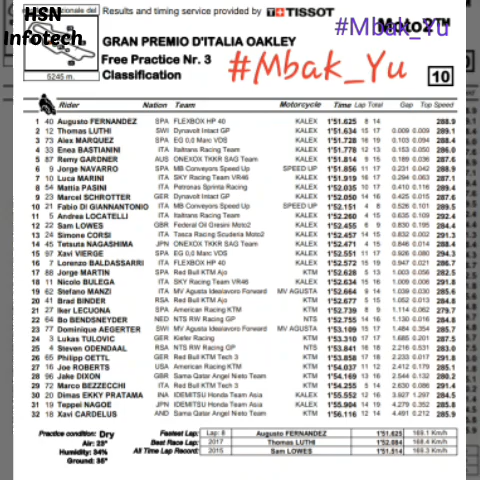 HSN
Infotech
Results and timing service provided by TISSOT
#Mbak_Yu
Moto2™
GRAN PREMIO D'ITALIA OAKLEY
Free Practice Nr. 3
Classification
#Mbak_Yu
5245 m.
10
Rider Nation Team Motorcycle Time Lap Total Gap Top Speed
1 40 Augusto FERNANDEZ SPA FLEXBOX HP 40 KALEX 1'51.625 8 14 288.9
2 12 Thomas LUTHI SWI Dynavolt Intact GP KALEX 1'51.634 15 17 0.009 0.009 289.1
3 73 Alex MARQUEZ SPA EG 0,0 Marc VDS KALEX 1'51.728 16 19 0.103 0.094 288.4
4 33 Enea BASTIANINI ITA Italtrans Racing Team KALEX 1'51.778 12 13 0.153 0.050 286.0
5 87 Remy GARDNER AUS ONEXOX TKKR SAG Team KALEX 1'51.814 9 15 0.189 0.036 287.6
6 9 Jorge NAVARRO SPA MB Conveyors Speed Up SPEED UP 1'51.856 11 17 0.231 0.042 288.9
7 10 Luca MARINI ITA SKY Racing Team VR46 KALEX 1'51.919 16 17 0.294 0.063 287.1
8 54 Mattia PASINI ITA Petronas Sprinta Racing KALEX 1'52.035 10 17 0.410 0.116 289.4
9 23 Marcel SCHROTTER GER Dynavolt Intact GP KALEX 1'52.050 14 16 0.425 0.015 287.6
10 21 Fabio DI GIANNANTONIO ITA MB Conveyors Speed Up SPEED UP 1'52.151 4 8 0.526 0.101 289.5
11 5 Andrea LOCATELLI ITA Italtrans Racing Team KALEX 1'52.260 4 15 0.635 0.109 292.4
12 22 Sam LOWES GBR Federal Oil Gresini Moto2 KALEX 1'52.455 6 9 0.830 0.195 284.4
13 24 Simone CORSI ITA Tasca Racing Scuderia Moto2 KALEX 1'52.457 14 15 0.832 0.002 291.3
14 45 Tetsuta NAGASHIMA JPN ONEXOX TKKR SAG Team KALEX 1'52.471 4 15 0.846 0.014 288.4
15 97 Xavi VIERGE SPA EG 0,0 Marc VDS KALEX 1'52.551 11 17 0.926 0.080 294.3
16 7 Lorenzo BALDASSARRI ITA FLEXBOX HP 40 KALEX 1'52.572 15 19 0.947 0.021 286.7
17 88 Jorge MARTIN SPA Red Bull KTM Ajo KTM 1'52.628 5 13 1.003 0.056 282.5
18 11 Nicolo BULEGA ITA SKY Racing Team VR46 KALEX 1'52.634 15 16 1.009 0.006 291.8
19 62 Stefano MANZI ITA MV Agusta Idealavoro Forward MV AGUSTA 1'52.664 9 14 1.039 0.030 285.6
20 41 Brad BINDER RSA Red Bull KTM Ajo KTM 1'52.677 5 15 1.052 0.013 284.8
21 27 Iker LECUONA SPA American Racing KTM KTM 1'52.739 8 9 1.114 0.062 279.7
22 64 Bo BENDSNEYDER NED NTS RW Racing GP NTS 1'52.755 14 16 1.130 0.016 284.8
23 77 Dominique AEGERTER SWI MV Agusta Idealavoro Forward MV AGUSTA 1'53.109 15 17 1.484 0.354 285.7
24 3 Lukas TULOVIC GER Kiefer Racing KTM 1'53.310 17 17 1.685 0.201 287.5
25 4 Steven ODENDAAL RSA NTS RW Racing GP NTS 1'53.841 16 18 2.216 0.531 283.0
26 65 Philipp OETTL GER Red Bull KTM Tech 3 KTM 1'53.858 17 18 2.233 0.017 291.8
27 16 Joe ROBERTS USA American Racing KTM KTM 1'54.037 11 12 2.412 0.179 285.1
28 96 Jake DIXON GBR Sama Qatar Angel Nieto Team KTM 1'54.169 13 16 2.544 0.132 280.2
29 72 Marco BEZZECCHI ITA Red Bull KTM Tech 3 KTM 1'54.255 5 14 2.630 0.086 291.4
30 20 Dimas EKKY PRATAMA INA IDEMITSU Honda Team Asia KALEX 1'55.552 12 16 3.927 1.297 284.5
31 19 Teppei NAGOE JPN IDEMITSU Honda Team Asia KALEX 1'55.904 14 19 4.279 0.352 285.8
32 18 Xavi CARDELUS AND Sama Qatar Angel Nieto Team KTM 1'56.116 12 14 4.491 0.212 285.9
Practice condition: Dry
Air: 23°
Humidity: 54%
Ground: 35°
Fastest Lap: Lap: 8 Augusto FERNANDEZ 1'51.625 169.1 Km/h
Best Race Lap: 2017 Thomas LUTHI 1'52.084 168.4 Km/h
All Time Lap Record: 2015 Sam LOWES 1'51.514 169.3 Km/h